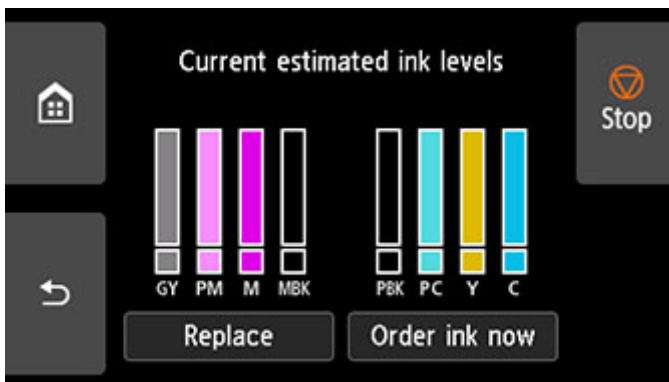 Current estimated ink levels
Stop
GY PM M MBK PBK PC Y C
Replace Order ink now